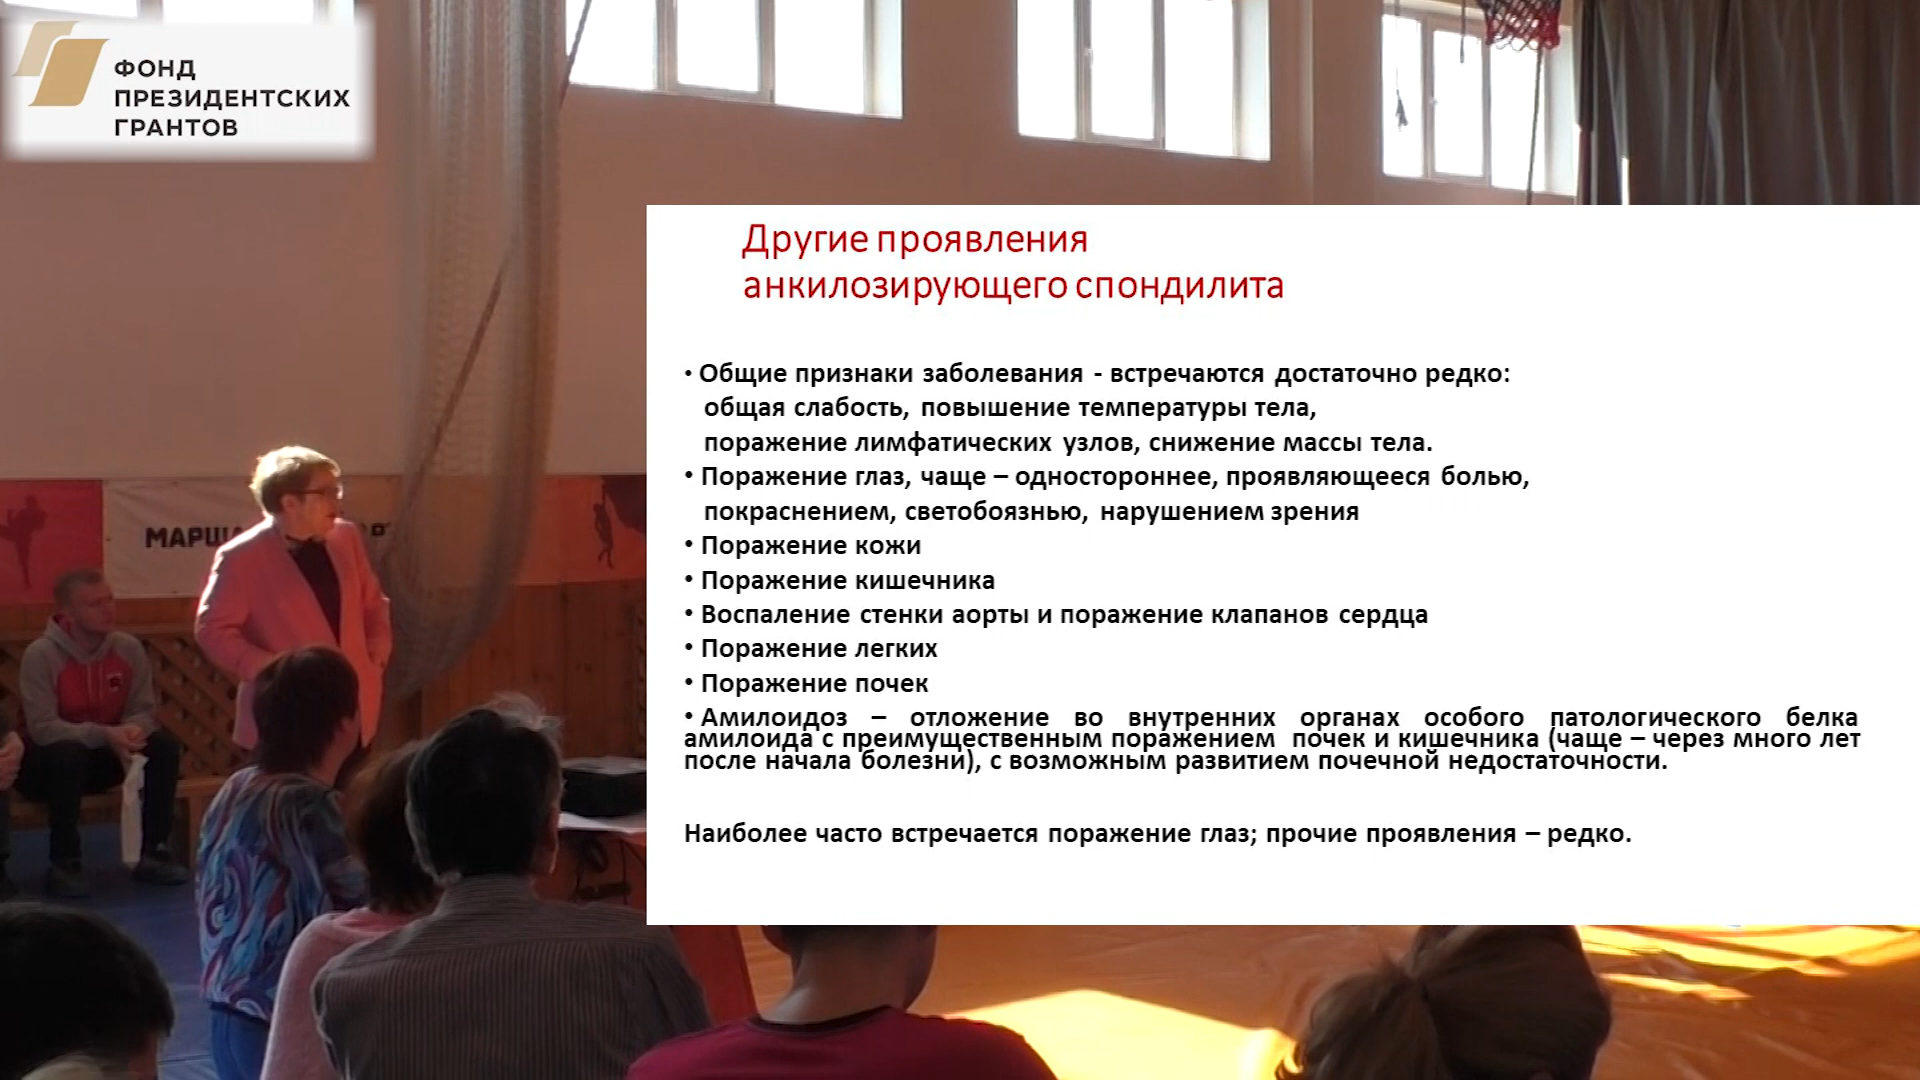 ФОНД
ПРЕЗИДЕНТСКИХ
ГРАНТОВ
Другие проявления
анкилозирующего спондилита
• Общие признаки заболевания - встречаются достаточно редко:
общая слабость, повышение температуры тела,
поражение лимфатических узлов, снижение массы тела.
• Поражение глаз, чаще – одностороннее, проявляющееся болью,
покраснением, светобоязнью, нарушением зрения
• Поражение кожи
• Поражение кишечника
• Воспаление стенки аорты и поражение клапанов сердца
• Поражение легких
• Поражение почек
• Амилоидоз – отложение во внутренних органах особого патологического белка
амилоида с преимущественным поражением почек и кишечника (чаще – через много лет
после начала болезни), с возможным развитием почечной недостаточности.
Наиболее часто встречается поражение глаз; прочие проявления – редко.